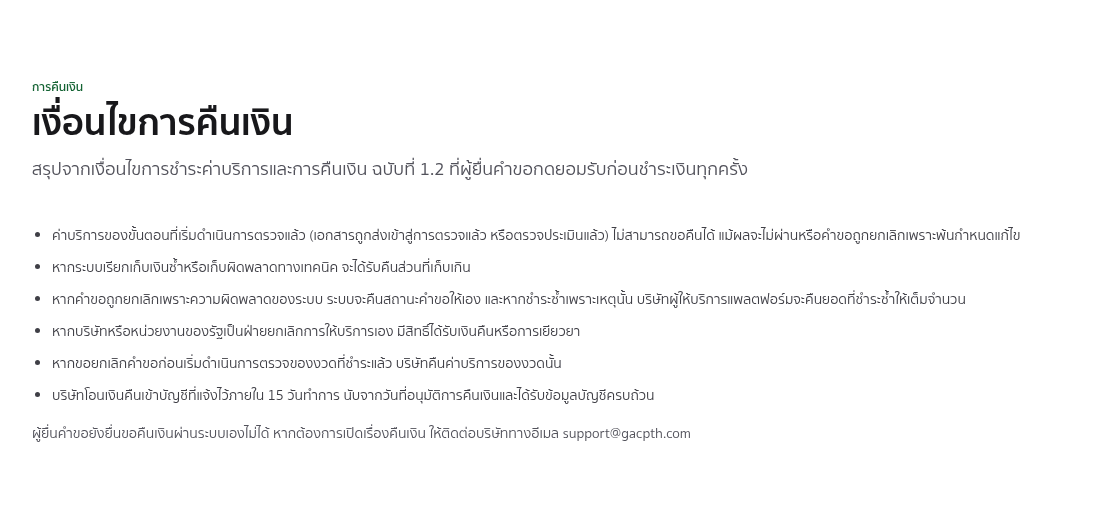 การคืนเงิน
เงื่อนไขการคืนเงิน
สรุปจากเงื่อนไขการชำระค่าบริการและการคืนเงิน ฉบับที่ 1.2 ที่ผู้ยื่นคำขอกดยอมรับก่อนชำระเงินทุกครั้ง
• ค่าบริการของขั้นตอนที่เริ่มดำเนินการตรวจแล้ว (เอกสารถูกส่งเข้าสู่การตรวจแล้ว หรือตรวจประเมินแล้ว) ไม่สามารถขอคืนได้ แม้ผลจะไม่ผ่านหรือคำขอถูกยกเลิกเพราะพ้นกำหนดแก้ไข
• หากระบบเรียกเก็บเงินซ้ำหรือเก็บผิดพลาดทางเทคนิค จะได้รับคืนส่วนที่เก็บเกิน
• หากคำขอถูกยกเลิกเพราะความผิดพลาดของระบบ ระบบจะคืนสถานะคำขอให้เอง และหากชำระซ้ำเพราะเหตุนั้น บริษัทผู้ให้บริการแพลตฟอร์มจะคืนยอดที่ชำระซ้ำให้เต็มจำนวน
• หากบริษัทหรือหน่วยงานของรัฐเป็นฝ่ายยกเลิกการให้บริการเอง มีสิทธิ์ได้รับเงินคืนหรือการเยียวยา
• หากขอยกเลิกคำขอก่อนเริ่มดำเนินการตรวจของงวดที่ชำระแล้ว บริษัทคืนค่าบริการของงวดนั้น
• บริษัทโอนเงินคืนเข้าบัญชีที่แจ้งไว้ภายใน 15 วันทำการ นับจากวันที่อนุมัติการคืนเงินและได้รับข้อมูลบัญชีครบถ้วน
ผู้ยื่นคำขอยังยื่นขอคืนเงินผ่านระบบเองไม่ได้ หากต้องการเปิดเรื่องคืนเงิน ให้ติดต่อบริษัททางอีเมล support@gacpth.com